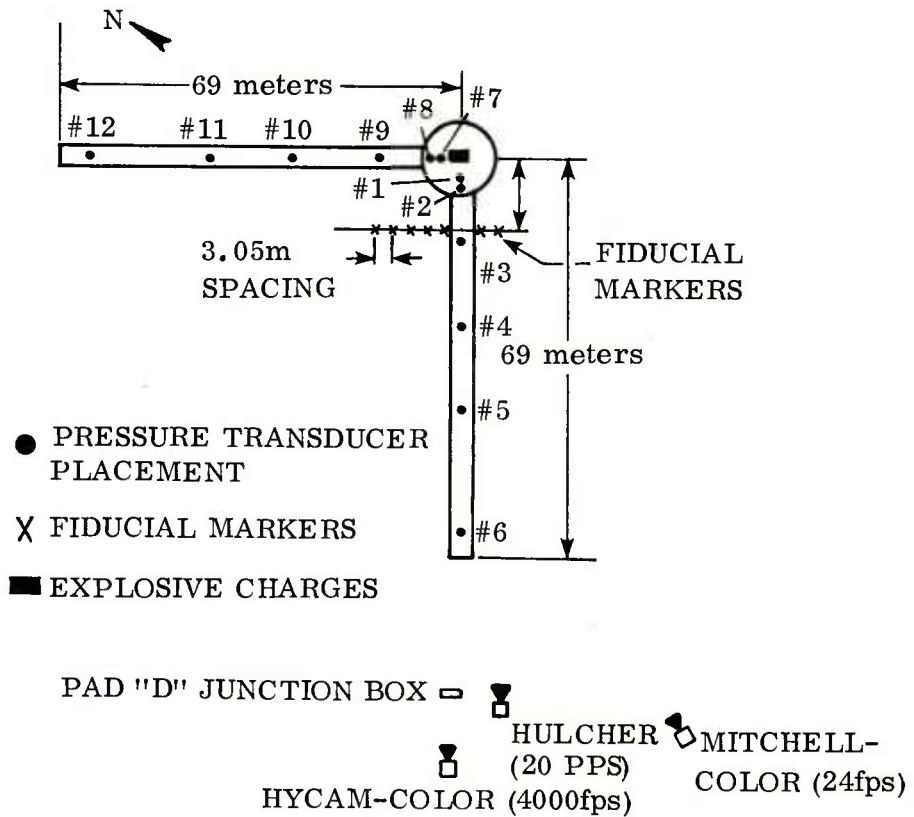 N
69 meters
#8
#7
#12
#11
#10
#9
#1
#2
3.05m
SPACING
FIDUCIAL
MARKERS
#3
#4
69 meters
#5
#6
PRESSURE TRANSDUCER
PLACEMENT
X FIDUCIAL MARKERS
EXPLOSIVE CHARGES
PAD "D" JUNCTION BOX
HULCHER
(20 PPS)
MITCHELL-
COLOR (24fps)
HYCAM-COLOR (4000fps)